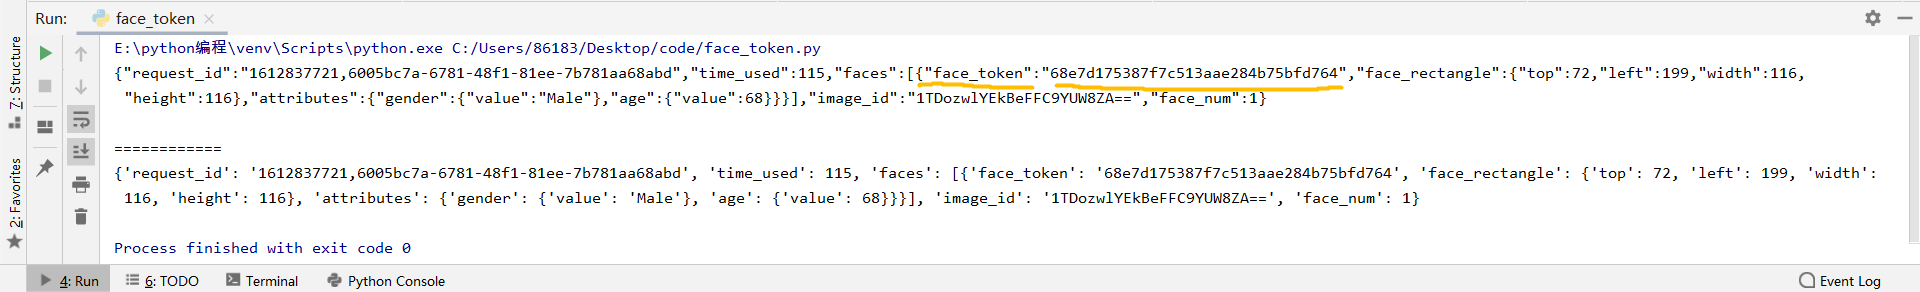 Run: face_token
E:\python编程\venv\Scripts\python.exe C:/Users/86183/Desktop/code/face_token.py
{"request_id":"1612837721,6005bc7a-6781-48f1-81ee-7b781aa68abd","time_used":115,"faces":[{"face_token":"68e7d175387f7c513aae284b75bfd764","face_rectangle":{"top":72,"left":199,"width":116,
"height":116},"attributes":{"gender":{"value":"Male"},"age":{"value":68}}}],"image_id":"1TDozwlYEkBeFFC9YUW8ZA==","face_num":1}
============
{'request_id': '1612837721,6005bc7a-6781-48f1-81ee-7b781aa68abd', 'time_used': 115, 'faces': [{'face_token': '68e7d175387f7c513aae284b75bfd764', 'face_rectangle': {'top': 72, 'left': 199, 'width':
116, 'height': 116}, 'attributes': {'gender': {'value': 'Male'}, 'age': {'value': 68}}}], 'image_id': '1TDozwlYEkBeFFC9YUW8ZA==', 'face_num': 1}
Process finished with exit code 0
7: Structure
2: Favorites
4: Run 6: TODO Terminal Python Console Event Log